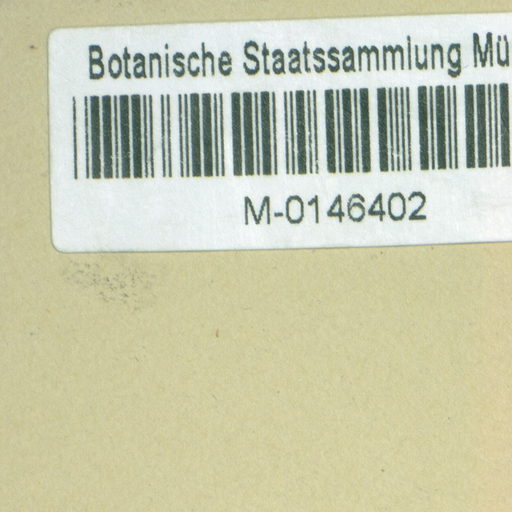 Botanische Staatssammlung Mü
M-0146402